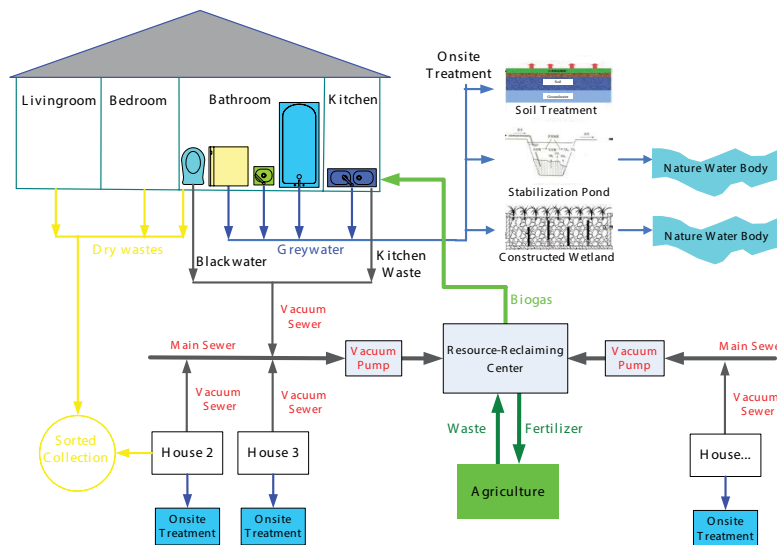 Onsite
Treatment
Livingroom
Bedroom
Bathroom
Kitchen
Soil
Groundwater
Soil Treatment
Stabilization Pond
Nature Water Body
Constructed Wetland
Nature Water Body
Dry wastes
Blackwater
Greywater
Kitchen
Waste
Biogas
Vacuum
Sewer
Main Sewer
Vacuum
Pump
Resource-Reclaiming
Center
Vacuum
Pump
Main Sewer
Vacuum
Sewer
Vacuum
Sewer
Vacuum
Sewer
Waste
Fertilizer
Sorted
Collection
House 2
House 3
Agriculture
House...
Onsite
Treatment
Onsite
Treatment
Onsite
Treatment